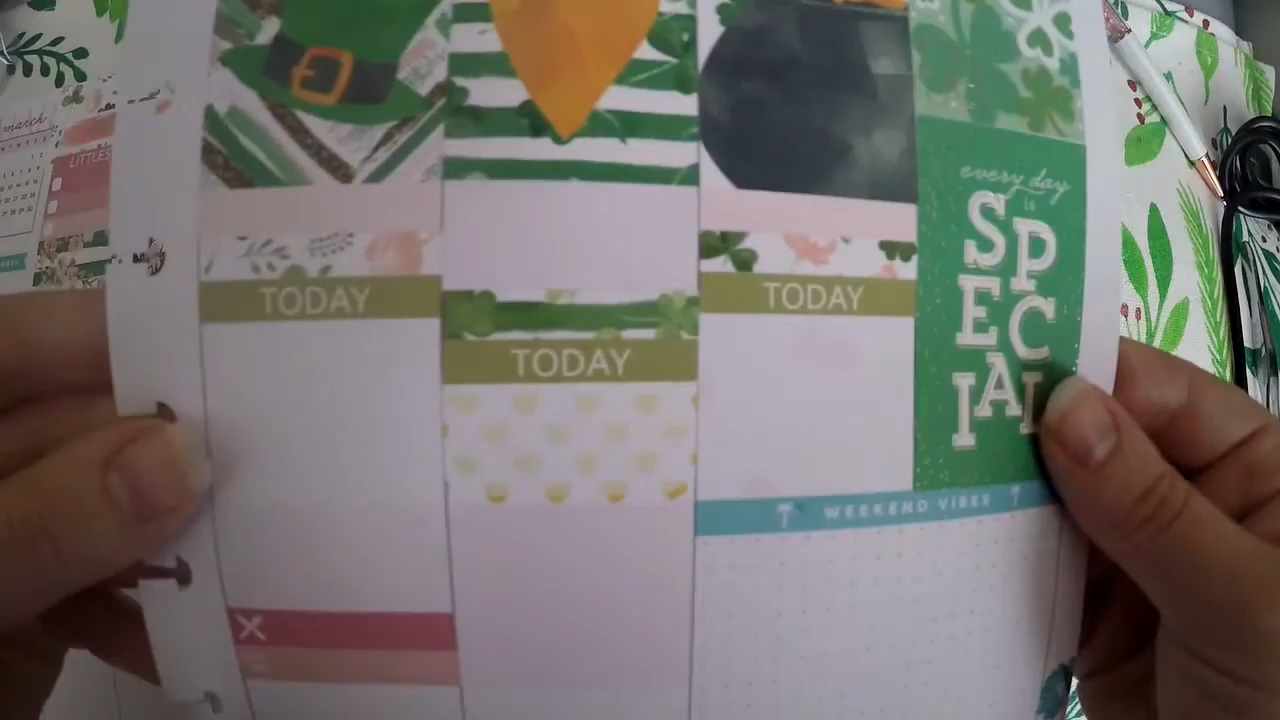 march
LITTLES
TODAY
TODAY
TODAY
every day
is
SPECIAL
WEEKEND VIBES